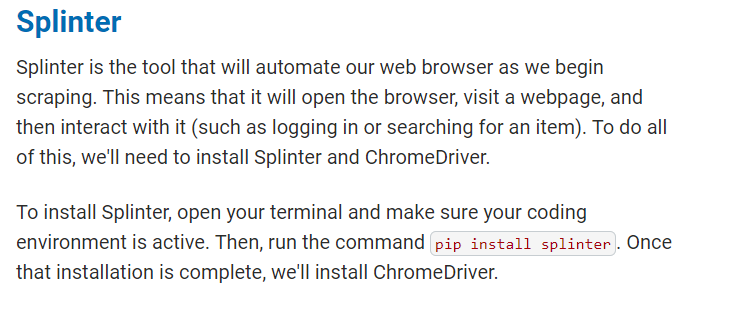 Splinter
Splinter is the tool that will automate our web browser as we begin
scraping. This means that it will open the browser, visit a webpage, and
then interact with it (such as logging in or searching for an item). To do all
of this, we'll need to install Splinter and ChromeDriver.
To install Splinter, open your terminal and make sure your coding
environment is active. Then, run the command pip install splinter. Once
that installation is complete, we'll install ChromeDriver.